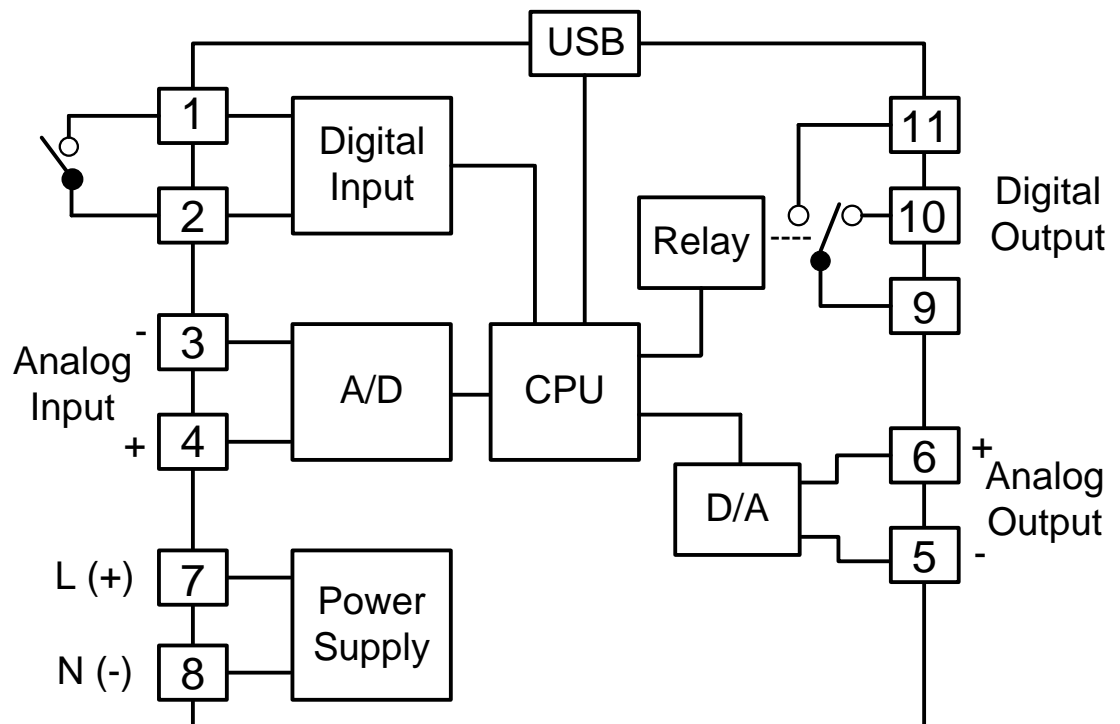 USB
1
2
Digital
Input
11
10
9
Digital
Output
Relay
-
3
4
+
Analog
Input
A/D
CPU
D/A
6
+
5
-
Analog
Output
L (+)
7
N (-)
8
Power
Supply